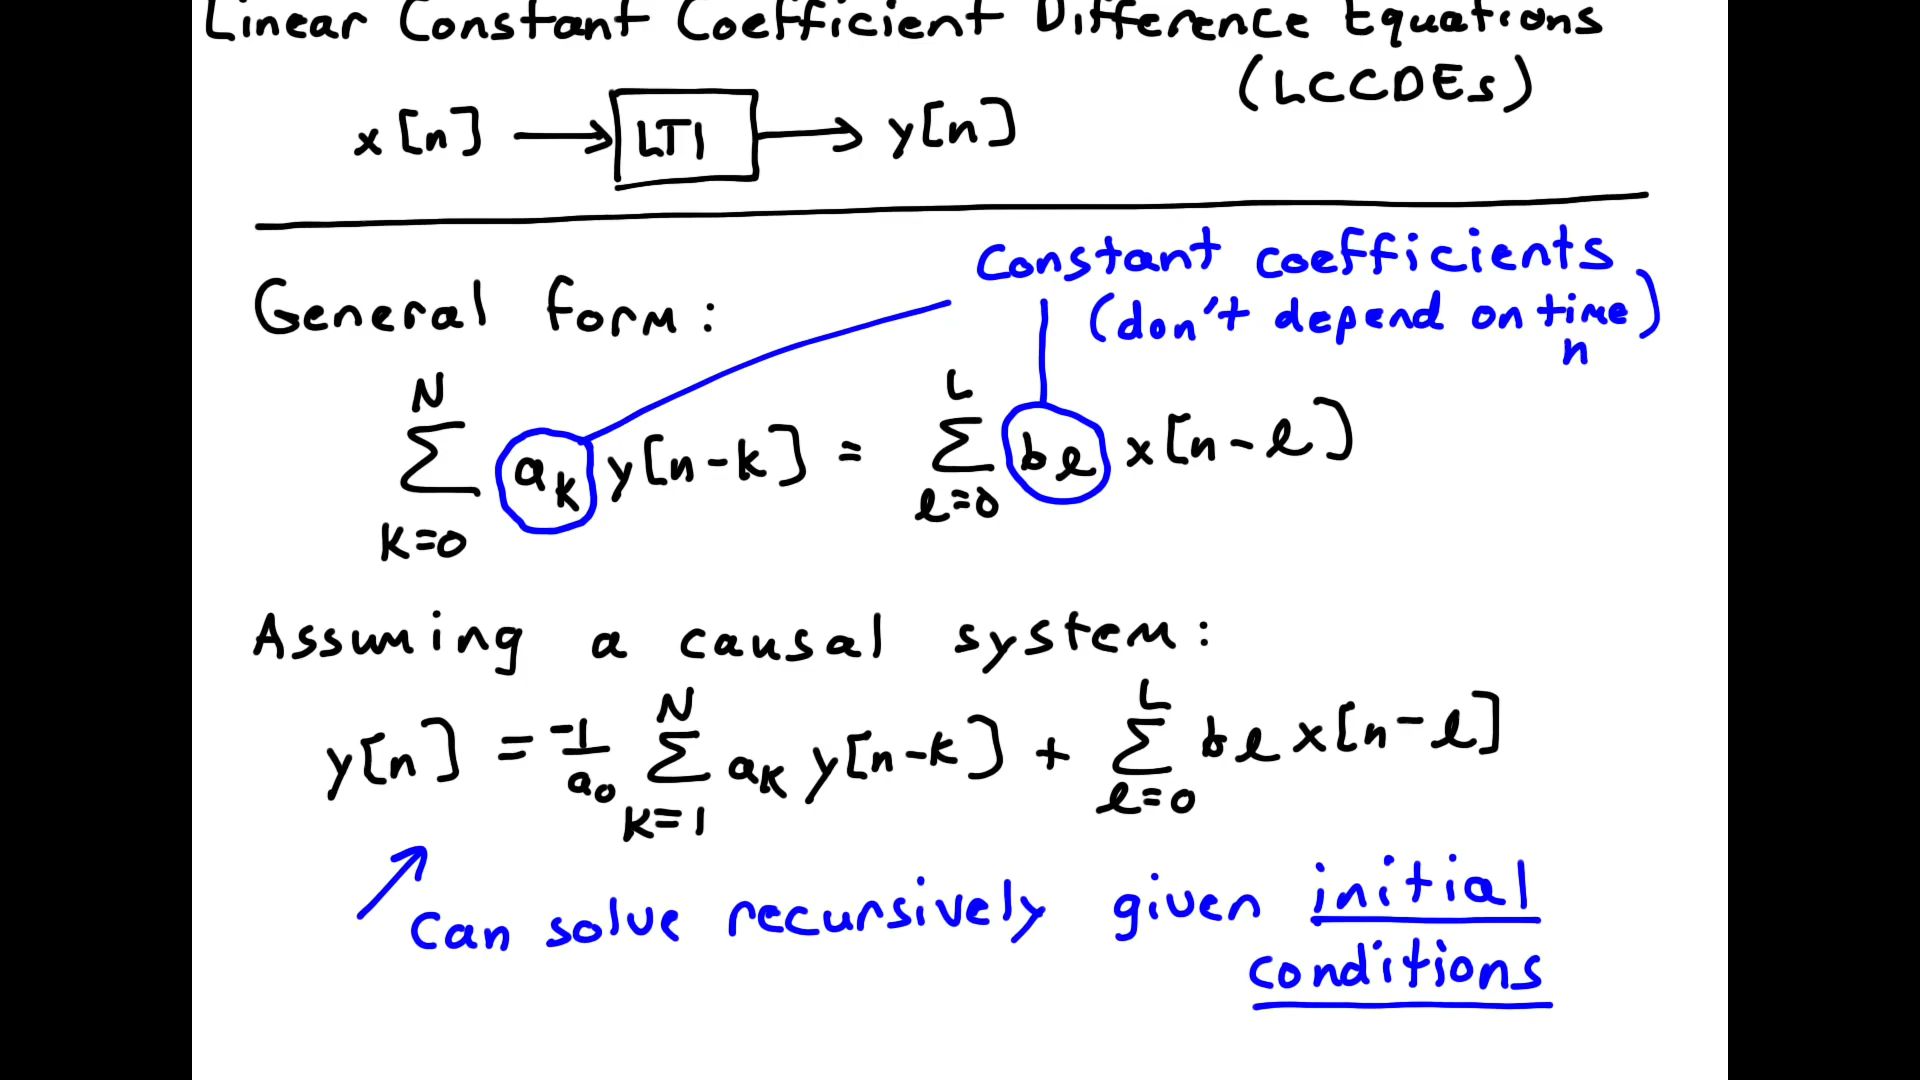 Linear Constant Coefficient Difference Equations
(LCCDEs)
x[n] → LTI → y[n]
Constant coefficients
(don't depend on time)
n
General form:
N
∑ a_k y[n-k] = ∑ b_ℓ x[n-ℓ]
k=0
L
ℓ=0
Assuming a causal system:
y[n] = -1/a_0 ∑ a_k y[n-k] + ∑ b_ℓ x[n-ℓ]
N
k=1
L
ℓ=0
can solve recursively given initial
conditions